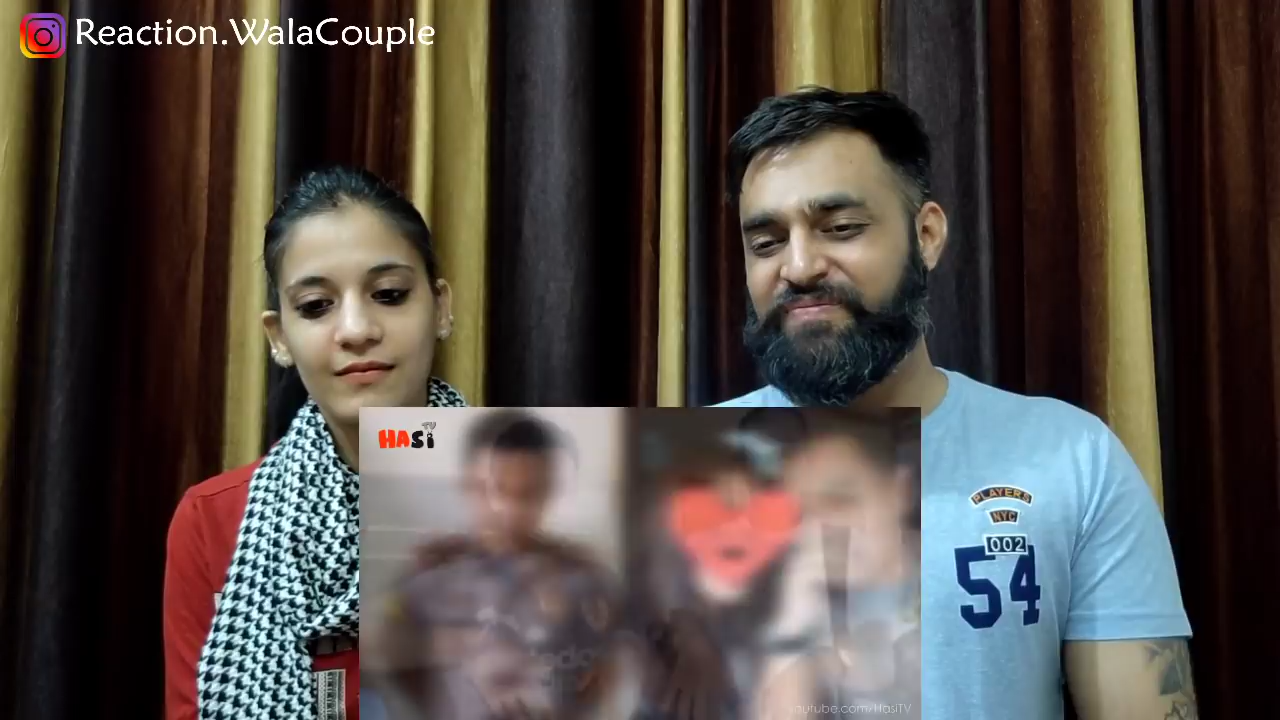 Reaction.WalaCouple
HASi TV
PLAYERS
NYC
002
54
youtube.com/HasiTV